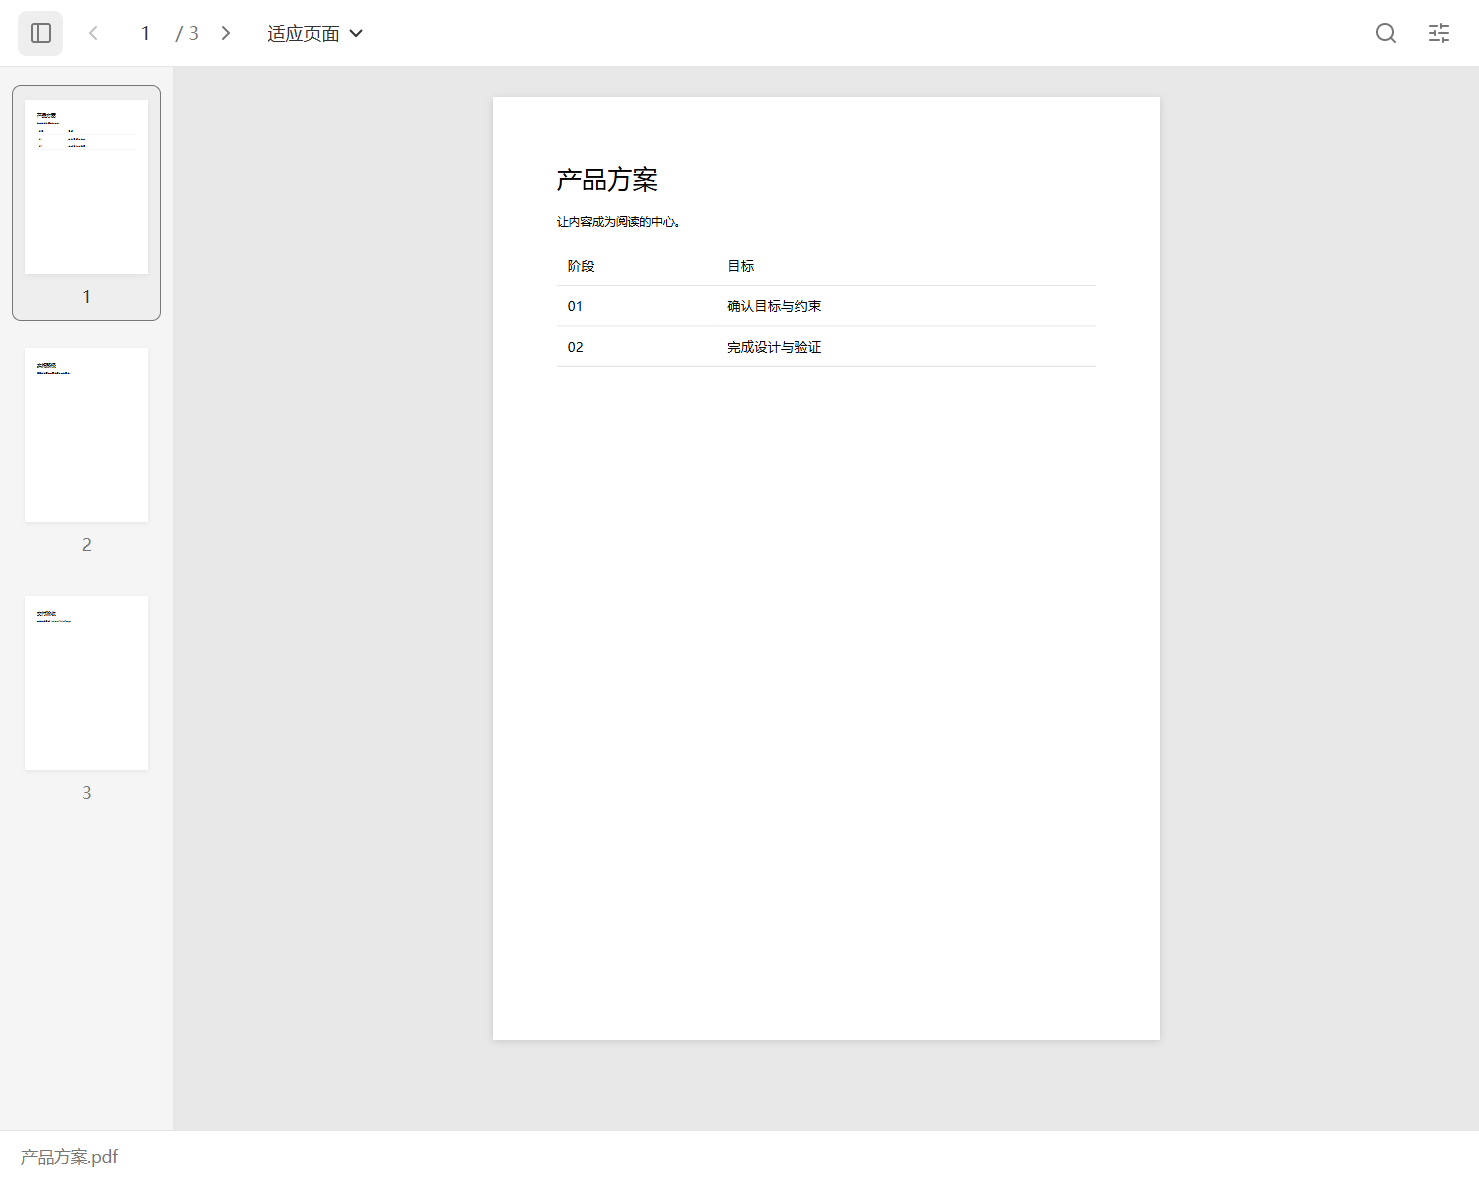 1 / 3 适应页面
1
2
3
产品方案
让内容成为阅读的中心。
阶段 目标
01 确认目标与约束
02 完成设计与验证
产品方案.pdf